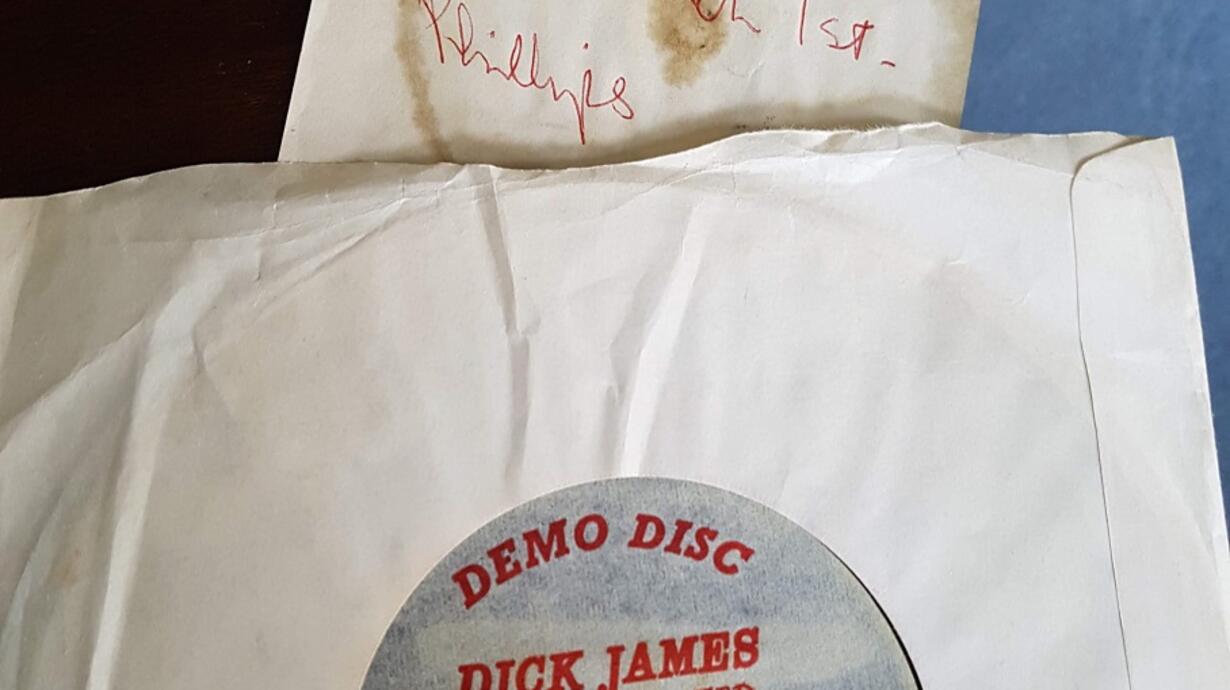 Phillips 1st.
DEMO DISC
DICK JAMES